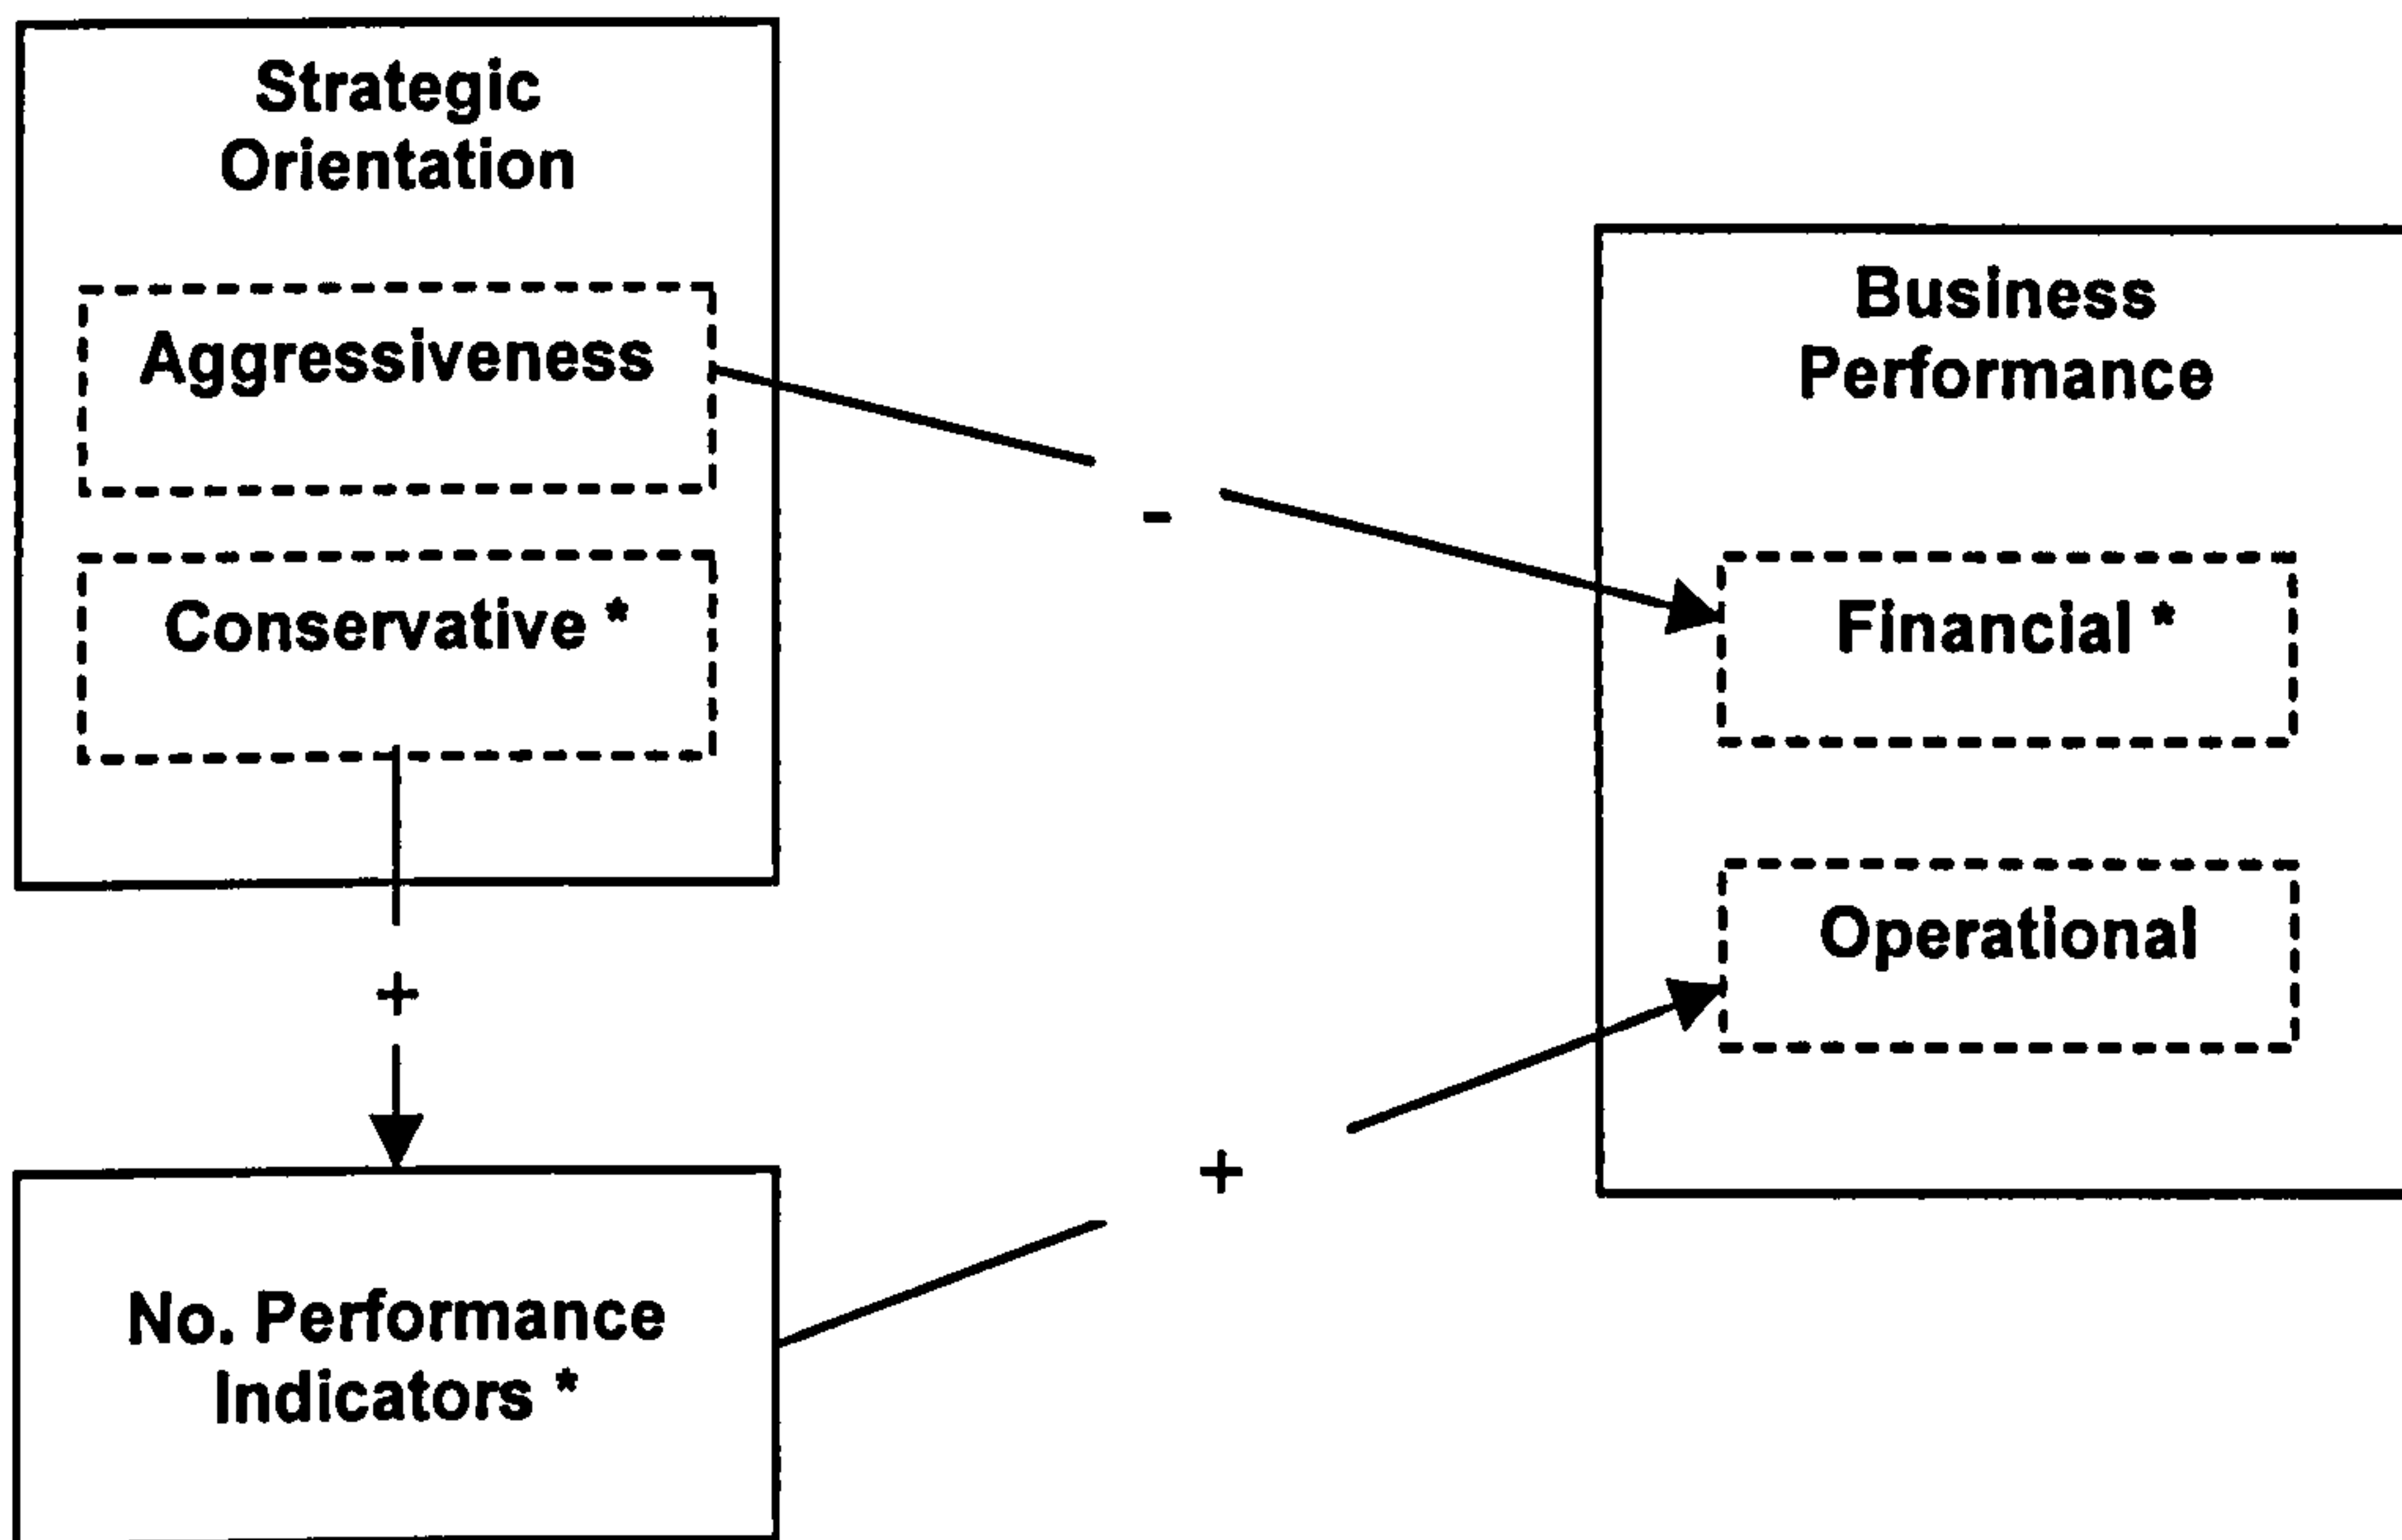 Strategic
Orientation
Aggressiveness
Conservative *
+
No. Performance
Indicators *
-
+
Business
Performance
Financial *
Operational